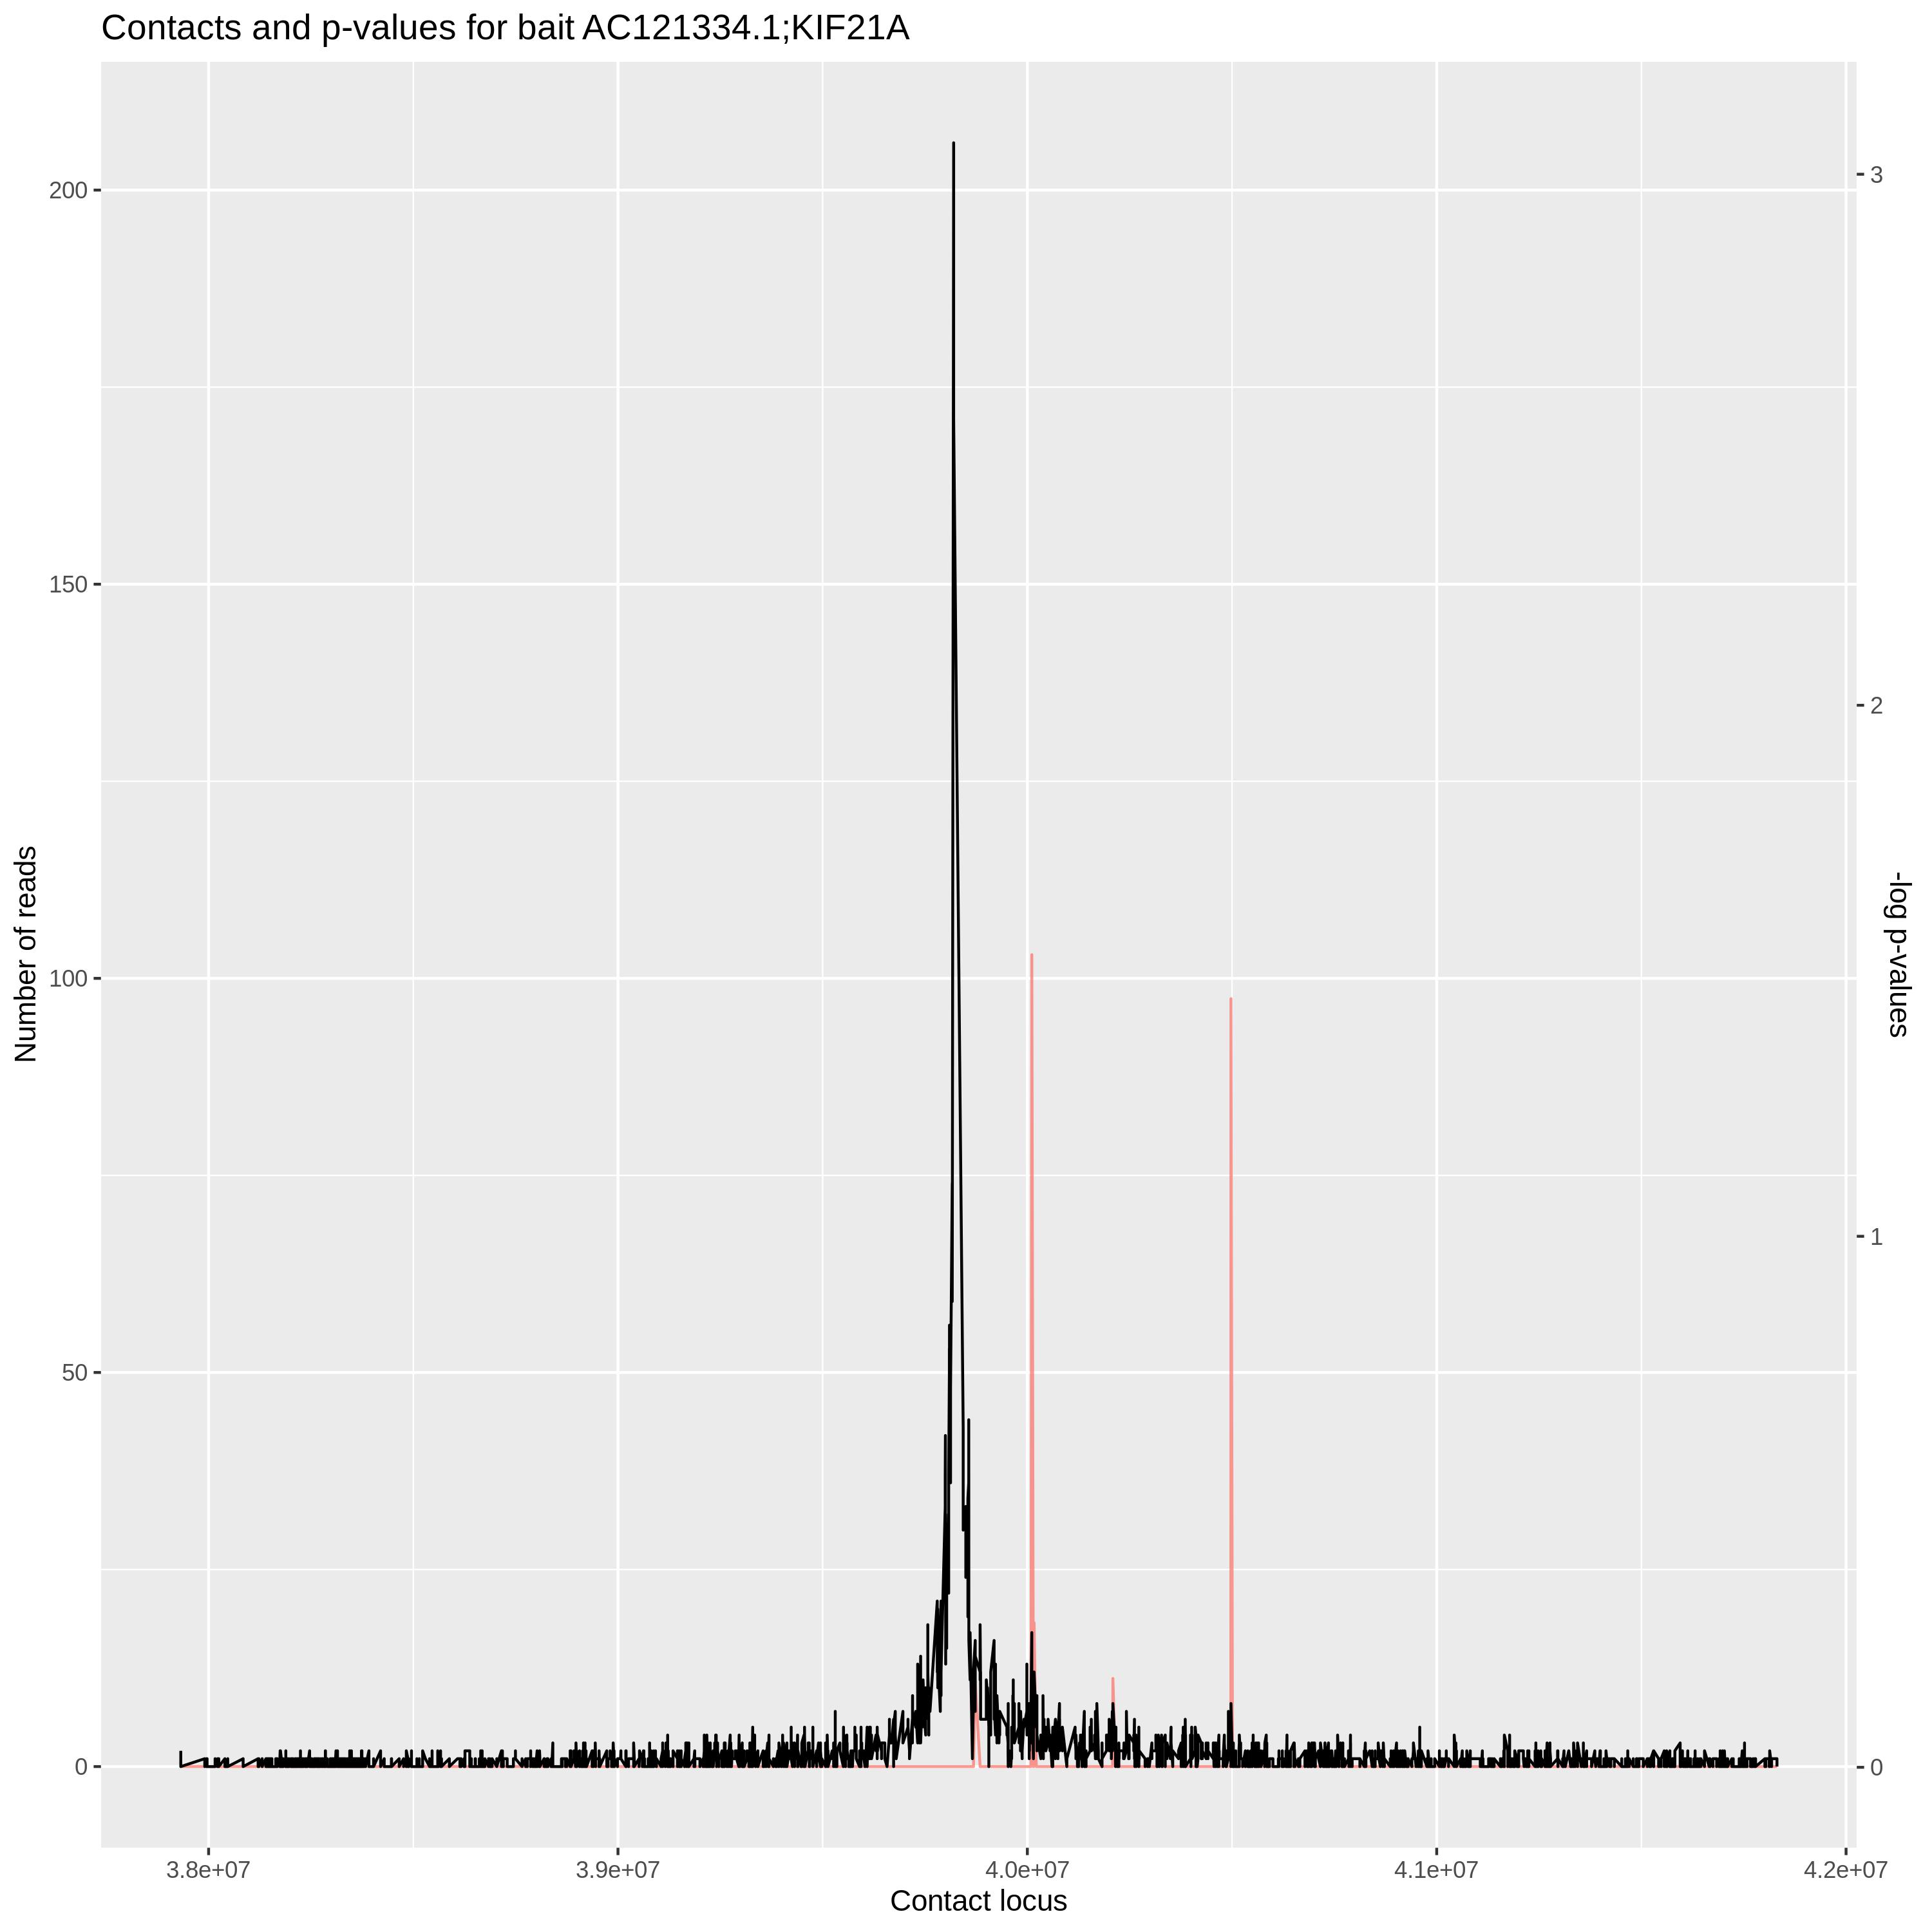 Contacts and p-values for bait AC121334.1;KIF21A
200
150
100
50
0
Number of reads
3
2
1
0
-log p-values
3.8e+07
3.9e+07
4.0e+07
4.1e+07
4.2e+07
Contact locus